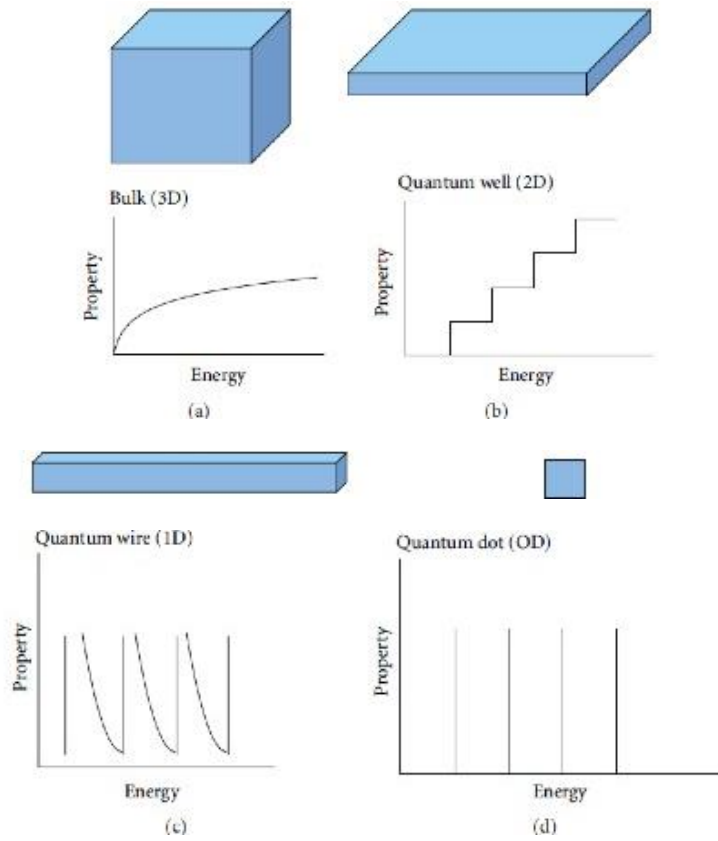 Bulk (3D)
Property
Energy
(a)
Quantum well (2D)
Property
Energy
(b)
Quantum wire (1D)
Property
Energy
(c)
Quantum dot (OD)
Property
Energy
(d)